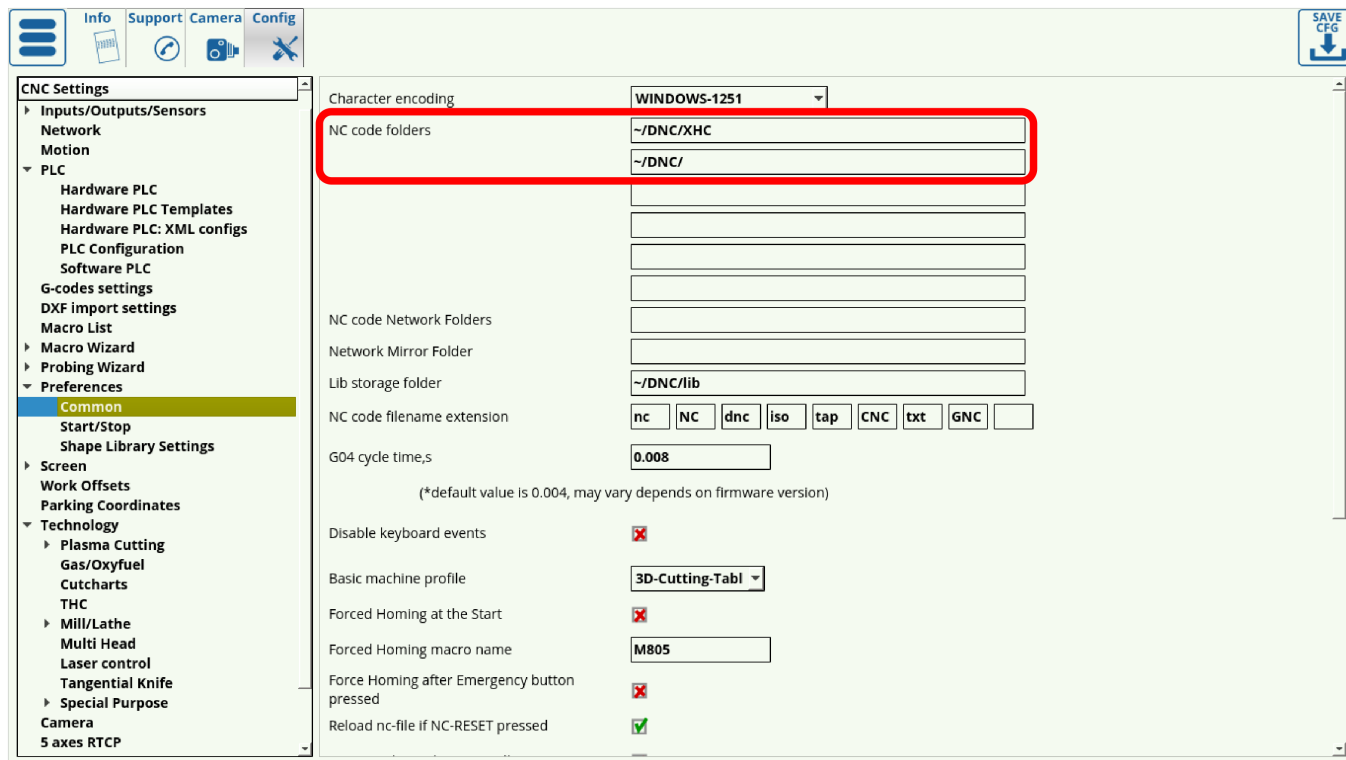 Info Support Camera Config
SAVE
CFG
CNC Settings
Inputs/Outputs/Sensors
Network
Motion
PLC
Hardware PLC
Hardware PLC Templates
Hardware PLC: XML configs
PLC Configuration
Software PLC
G-codes settings
DXF import settings
Macro List
Macro Wizard
Probing Wizard
Preferences
Common
Start/Stop
Shape Library Settings
Screen
Work Offsets
Parking Coordinates
Technology
Plasma Cutting
Gas/Oxyfuel
Cutcharts
THC
Mill/Lathe
Multi Head
Laser control
Tangential Knife
Special Purpose
Camera
5 axes RTCP
Character encoding WINDOWS-1251
NC code folders ~/DNC/XHC
~/DNC/
NC code Network Folders
Network Mirror Folder
Lib storage folder ~/DNC/lib
NC code filename extension nc NC dnc iso tap CNC txt GNC
G04 cycle time,s 0.008
(*default value is 0.004, may vary depends on firmware version)
Disable keyboard events
Basic machine profile 3D-Cutting-Tabl
Forced Homing at the Start
Forced Homing macro name M805
Force Homing after Emergency button
pressed
Reload nc-file if NC-RESET pressed